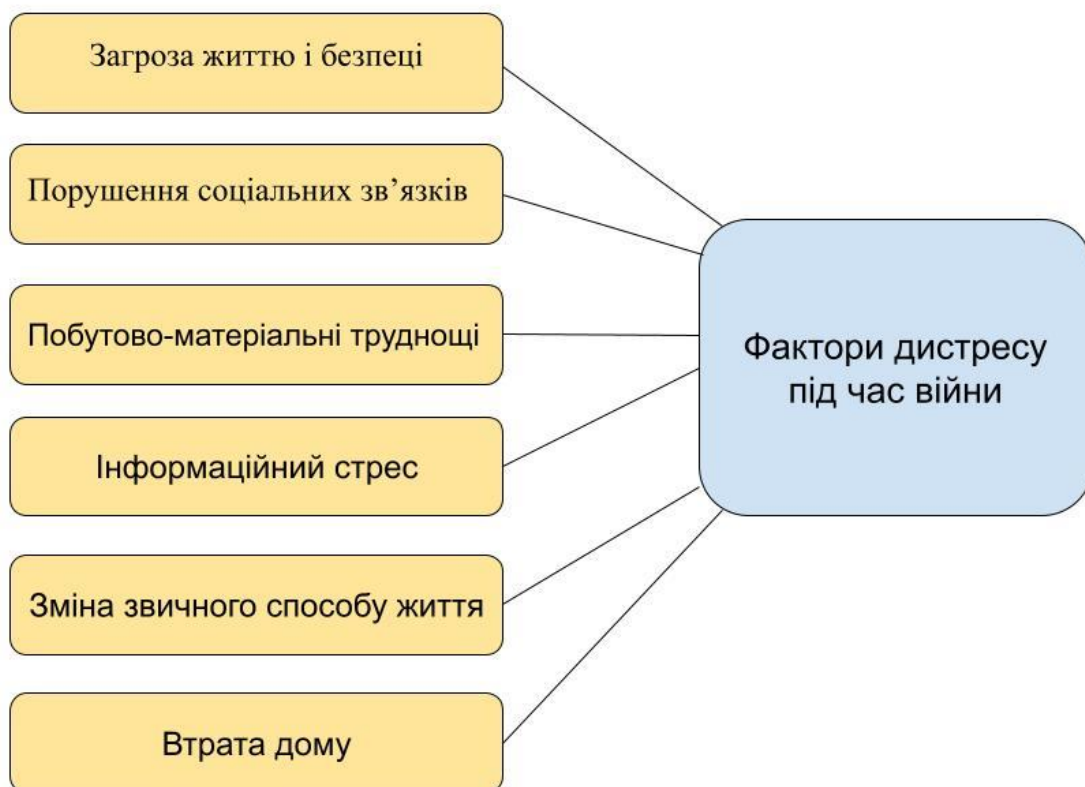 Загроза життю і безпеці
Порушення соціальних зв’язків
Побутово-матеріальні труднощі
Інформаційний стрес
Зміна звичного способу життя
Втрата дому
Фактори дистресу
під час війни